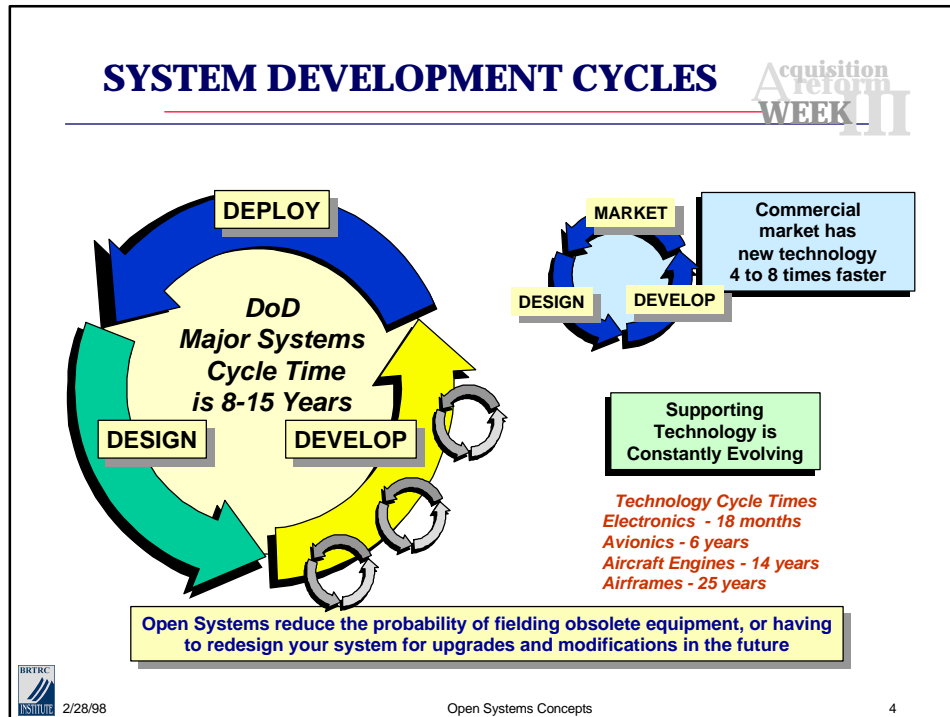 SYSTEM DEVELOPMENT CYCLES
Acquisition
reform
WEEK III
DEPLOY
DoD
Major Systems
Cycle Time
is 8-15 Years
DESIGN
DEVELOP
MARKET
DESIGN
DEVELOP
Commercial
market has
new technology
4 to 8 times faster
Supporting
Technology is
Constantly Evolving
Technology Cycle Times
Electronics - 18 months
Avionics - 6 years
Aircraft Engines - 14 years
Airframes - 25 years
Open Systems reduce the probability of fielding obsolete equipment, or having
to redesign your system for upgrades and modifications in the future
BRTRC
INSTITUTE
2/28/98
Open Systems Concepts
4